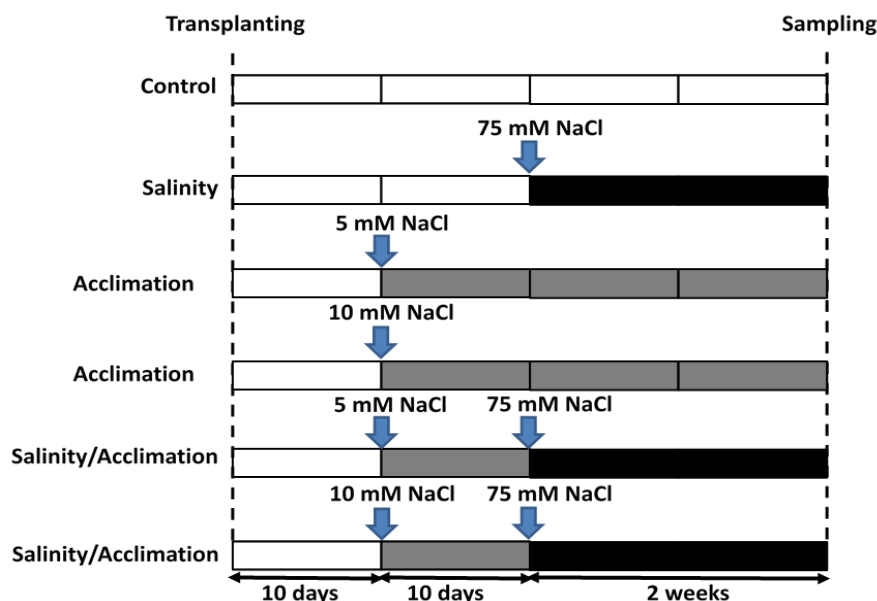 Transplanting Sampling
Control
75 mM NaCl
Salinity
5 mM NaCl
Acclimation
10 mM NaCl
Acclimation
5 mM NaCl 75 mM NaCl
Salinity/Acclimation
10 mM NaCl 75 mM NaCl
Salinity/Acclimation
10 days 10 days 2 weeks